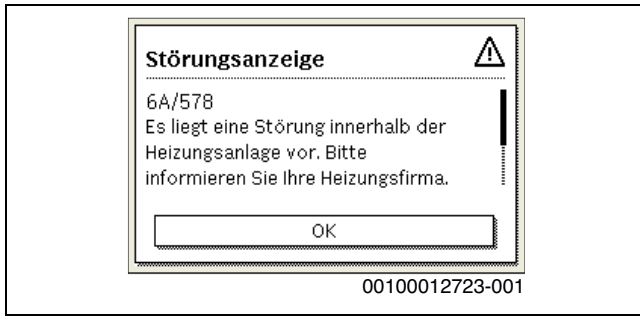 Störungsanzeige
6A/578
Es liegt eine Störung innerhalb der
Heizungsanlage vor. Bitte
informieren Sie Ihre Heizungsfirma.
OK
00100012723-001